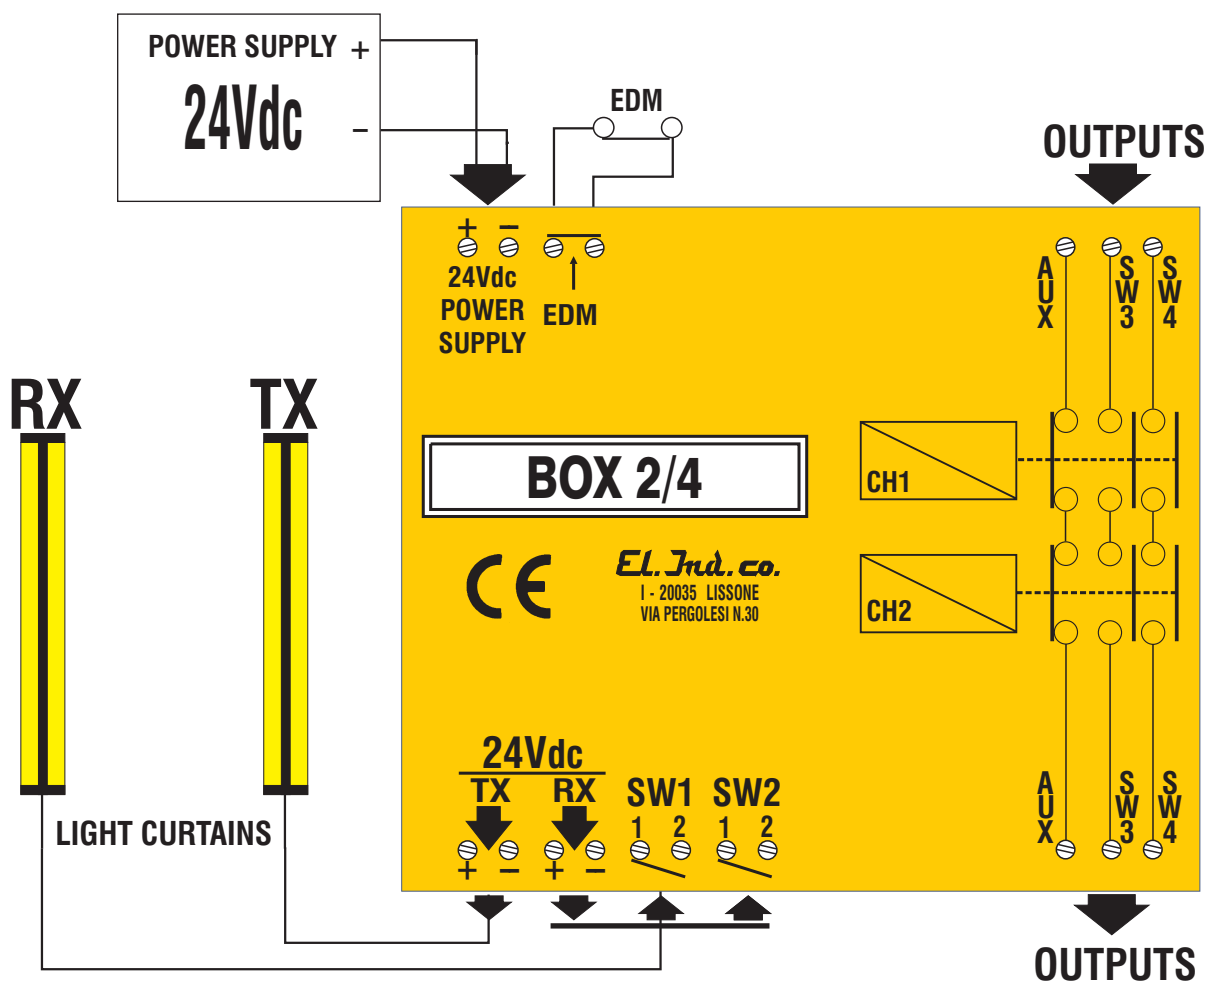 POWER SUPPLY +
24Vdc
–
EDM
OUTPUTS
+ –
24Vdc
POWER
SUPPLY
EDM
AUX
SW3
SW4
RX
TX
BOX 2/4
CH1
CE
El.Ind.co.
I - 20035 LISSONE
VIA PERGOLESI N.30
CH2
24Vdc
TX RX
SW1 SW2
1 2 1 2
+ – + –
AUX
SW3
SW4
LIGHT CURTAINS
OUTPUTS